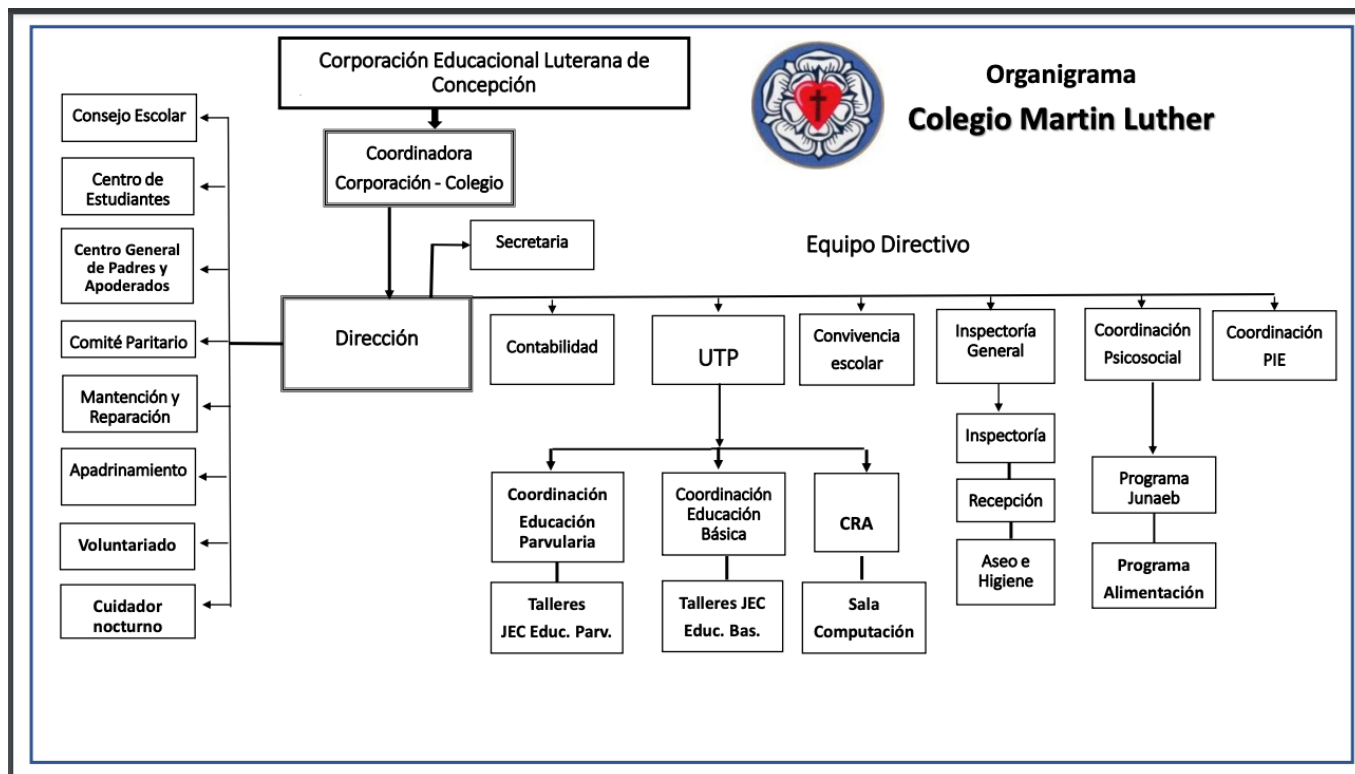 Corporación Educacional Luterana de
Concepción
Organigrama
Colegio Martin Luther
Coordinadora
Corporación - Colegio
Consejo Escolar
Centro de
Estudiantes
Centro General
de Padres y
Apoderados
Comité Paritario
Mantención y
Reparación
Apadrinamiento
Voluntariado
Cuidador
nocturno
Secretaria
Equipo Directivo
Dirección
Contabilidad
UTP
Convivencia
escolar
Inspectoría
General
Coordinación
Psicosocial
Coordinación
PIE
Coordinación
Educación
Parvularia
Talleres
JEC Educ. Parv.
Coordinación
Educación
Básica
Talleres JEC
Educ. Bas.
CRA
Sala
Computación
Inspectoría
Recepción
Aseo e
Higiene
Programa
Junaeb
Programa
Alimentación